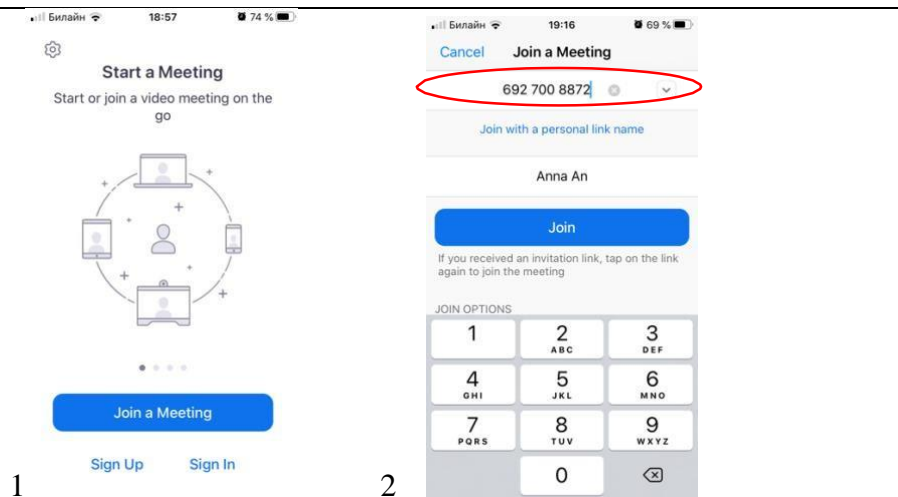 Билайн 18:57 74 %
Start a Meeting
Start or join a video meeting on the
go
Join a Meeting
Sign Up Sign In
1
Билайн 19:16 69 %
Cancel Join a Meeting
692 700 8872
Join with a personal link name
Anna An
Join
If you received an invitation link, tap on the link
again to join the meeting
JOIN OPTIONS
1 2 3
ABC DEF
4 5 6
GHI JKL MNO
7 8 9
PQRS TUV WXYZ
0
2